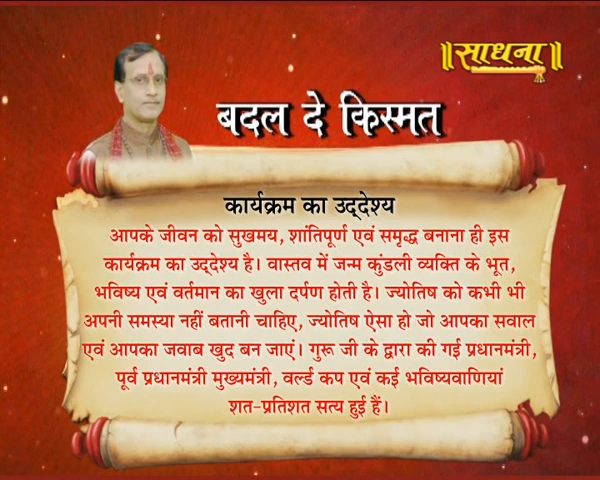 ॥साधना॥
बदल दे किस्मत
कार्यक्रम का उद्देश्य
आपके जीवन को सुखमय, शांतिपूर्ण एवं समृद्ध बनाना ही इस
कार्यक्रम का उद्देश्य है। वास्तव में जन्म कुंडली व्यक्ति के भूत,
भविष्य एवं वर्तमान का खुला दर्पण होती है। ज्योतिष को कभी भी
अपनी समस्या नहीं बतानी चाहिए, ज्योतिष ऐसा हो जो आपका सवाल
एवं आपका जवाब खुद बन जाएं। गुरू जी के द्वारा की गई प्रधानमंत्री,
पूर्व प्रधानमंत्री मुख्यमंत्री, वर्ल्ड कप एवं कई भविष्यवाणियां
शत-प्रतिशत सत्य हुई हैं।